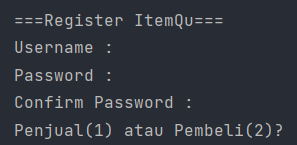 ===Register ItemQu===
Username :
Password :
Confirm Password :
Penjual(1) atau Pembeli(2)?